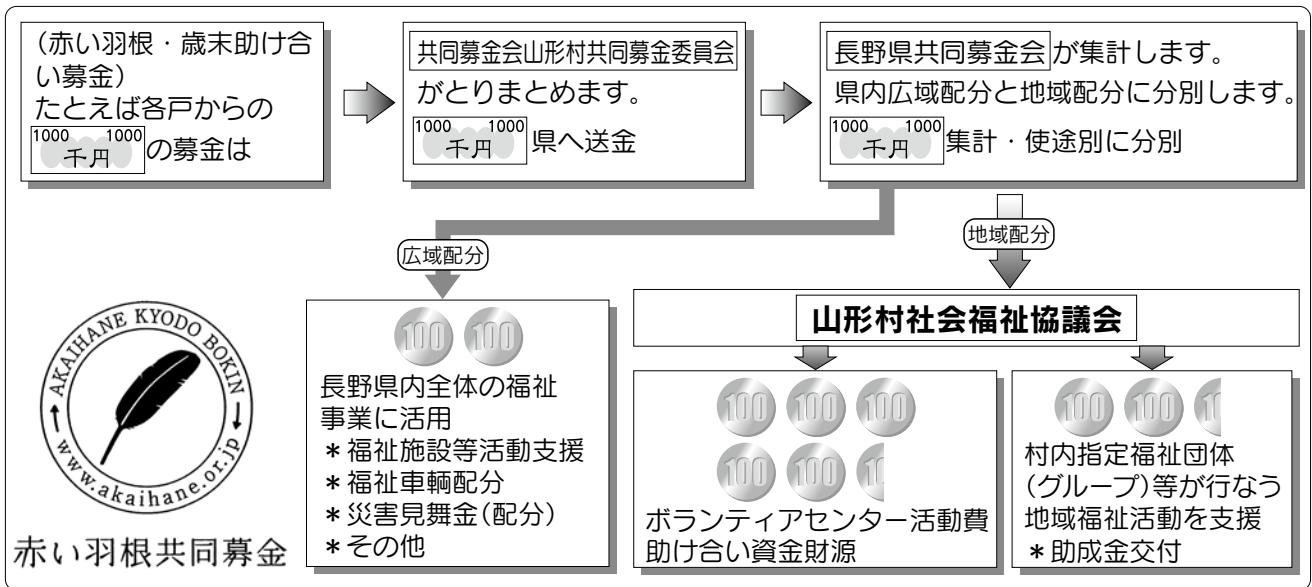 (赤い羽根・歳末助け合
い募金)
たとえば各戸からの
1000 1000
千円 の募金は
共同募金会山形村共同募金委員会
がとりまとめます。
1000 1000
千円 県へ送金
長野県共同募金会 が集計します。
県内広域配分と地域配分に分別します。
1000 1000
千円 集計・使途別に分別
広域配分
地域配分
100 100
長野県内全体の福祉
事業に活用
＊福祉施設等活動支援
＊福祉車輌配分
＊災害見舞金(配分)
＊その他
山形村社会福祉協議会
100 100 100
100 100 1
ボランティアセンター活動費
助け合い資金財源
100 100 1
村内指定福祉団体
(グループ)等が行なう
地域福祉活動を支援
＊助成金交付
AKAIHANE KYODO BOKIN
www.akaihane.or.jp
赤い羽根共同募金